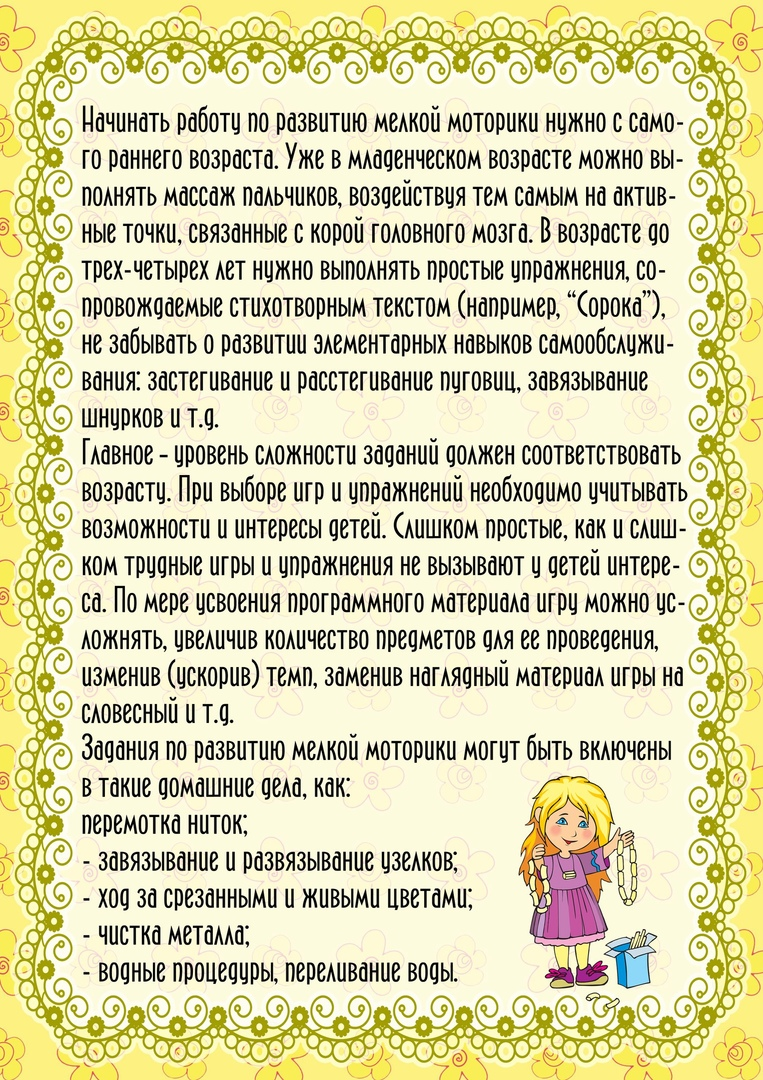 Начинать работу по развитию мелкой моторики нужно с само-
го раннего возраста. Уже в младенческом возрасте можно вы-
полнять массаж пальчиков, воздействуя тем самым на актив-
ные точки, связанные с корой головного мозга. В возрасте до
трех-четырех лет нужно выполнять простые упражнения, со-
провождаемые стихотворным текстом (например, “Сорока”),
не забывать о развитии элементарных навыков самообслужи-
вания: застегивание и расстегивание пуговиц, завязывание
шнурков и т.д.
Главное - уровень сложности заданий должен соответствовать
возрасту. При выборе игр и упражнений необходимо учитывать
возможности и интересы детей. Слишком простые, как и слиш-
ком трудные игры и упражнения не вызывают у детей интере-
са. По мере усвоения программного материала игру можно ус-
ложнять, увеличив количество предметов для ее проведения,
изменив (ускорив) темп, заменив наглядный материал игры на
словесный и т.д.
Задания по развитию мелкой моторики могут быть включены
в такие домашние дела, как:
перемотка ниток;
- завязывание и развязывание узелков;
- ход за срезанными и живыми цветами;
- чистка металла;
- водные процедуры, переливание воды.